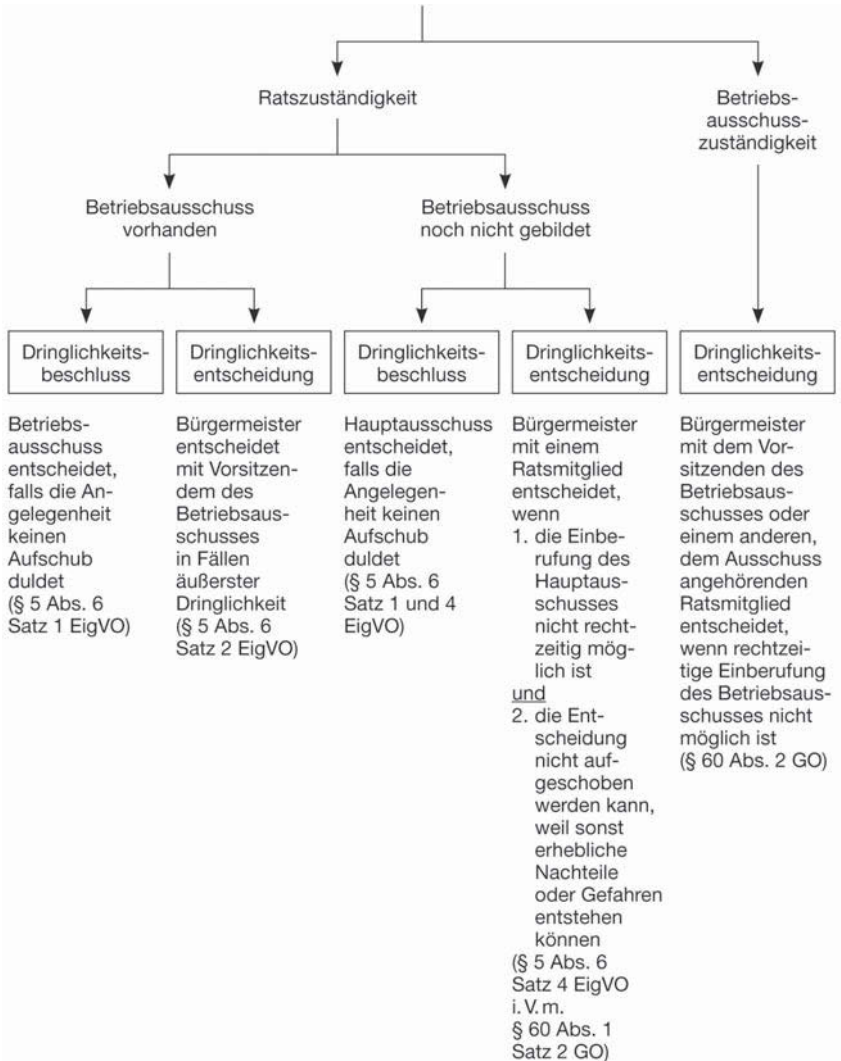 Ratszuständigkeit
Betriebs-
ausschuss-
zuständigkeit
Betriebsausschuss
vorhanden
Betriebsausschuss
noch nicht gebildet
Dringlichkeits-
beschluss
Dringlichkeits-
entscheidung
Dringlichkeits-
beschluss
Dringlichkeits-
entscheidung
Dringlichkeits-
entscheidung
Betriebs-
ausschuss
entscheidet,
falls die An-
gelegenheit
keinen
Aufschub
duldet
(§ 5 Abs. 6
Satz 1 EigVO)
Bürgermeister
entscheidet
mit Vorsitzen-
dem des
Betriebsaus-
schusses
in Fällen
äußerster
Dringlichkeit
(§ 5 Abs. 6
Satz 2 EigVO)
Hauptausschuss
entscheidet,
falls die
Angelegen-
heit keinen
Aufschub
duldet
(§ 5 Abs. 6
Satz 1 und 4
EigVO)
Bürgermeister
mit einem
Ratsmitglied
entscheidet,
wenn
1. die Einbe-
rufung des
Hauptaus-
schusses
nicht recht-
zeitig mög-
lich ist
und
2. die Ent-
scheidung
nicht auf-
geschoben
werden kann,
weil sonst
erhebliche
Nachteile
oder Gefahren
entstehen
können
(§ 5 Abs. 6
Satz 4 EigVO
i. V. m.
§ 60 Abs. 1
Satz 2 GO)
Bürgermeister
mit dem Vor-
sitzenden des
Betriebsaus-
schusses oder
einem anderen,
dem Ausschuss
angehörenden
Ratsmitglied
entscheidet,
wenn rechtzei-
tige Einberufung
des Betriebsaus-
schusses nicht
möglich ist
(§ 60 Abs. 2 GO)